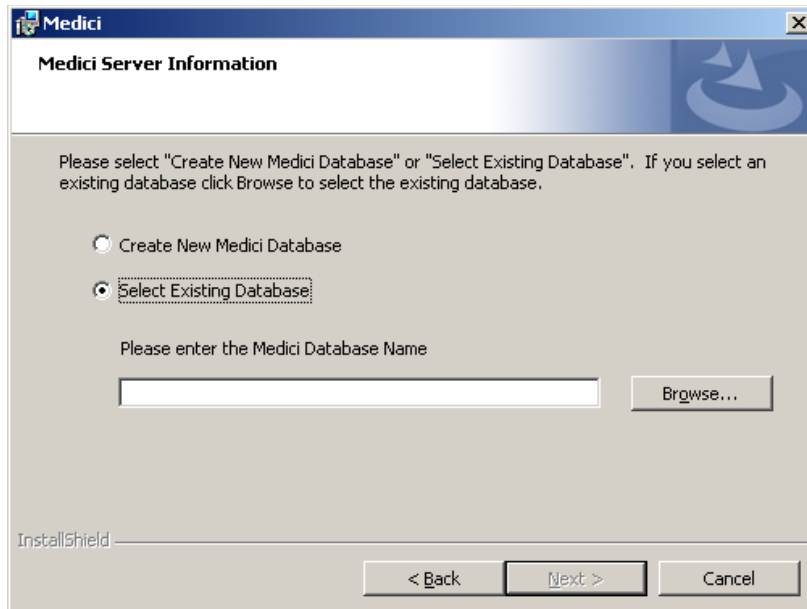 Medici
Medici Server Information
Please select "Create New Medici Database" or "Select Existing Database".  If you select an
existing database click Browse to select the existing database.
Create New Medici Database
Select Existing Database
Please enter the Medici Database Name
Browse...
InstallShield
< Back
Next >
Cancel